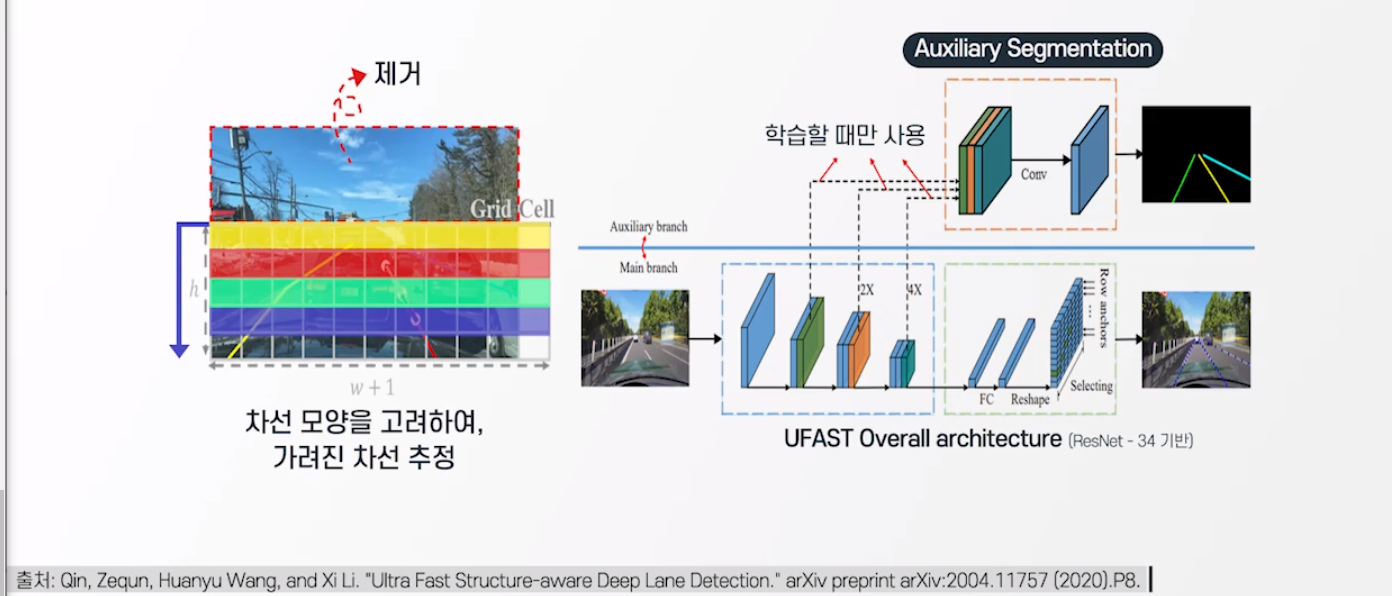 제거
Grid Cell
h
w + 1
차선 모양을 고려하여,
가려진 차선 추정
Auxiliary Segmentation
학습할 때만 사용
Conv
Auxiliary branch
Main branch
2X
4X
FC
Reshape
Selecting
Row anchors
...
UFAST Overall architecture (ResNet - 34 기반)
출처: Qin, Zequn, Huanyu Wang, and Xi Li. "Ultra Fast Structure-aware Deep Lane Detection." arXiv preprint arXiv:2004.11757 (2020).P8.